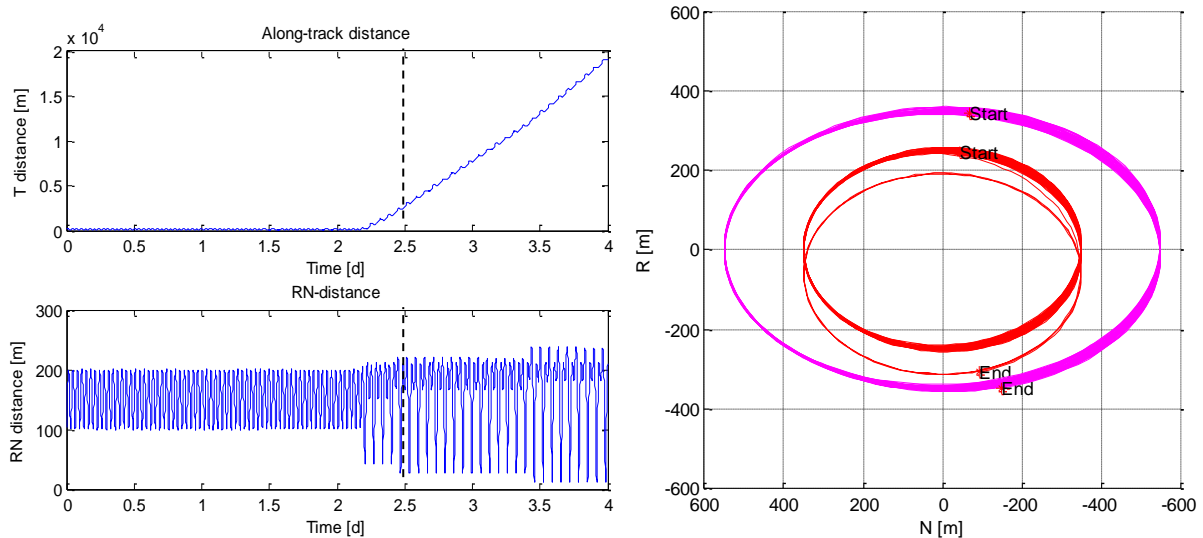 Along-track distance
x 10^4
2
1.5
1
0.5
0
T distance [m]
0 0.5 1 1.5 2 2.5 3 3.5 4
Time [d]
RN-distance
300
200
100
0
RN distance [m]
0 0.5 1 1.5 2 2.5 3 3.5 4
Time [d]
600
400
200
0
-200
-400
-600
R [m]
Start
Start
End
End
600 400 200 0 -200 -400 -600
N [m]